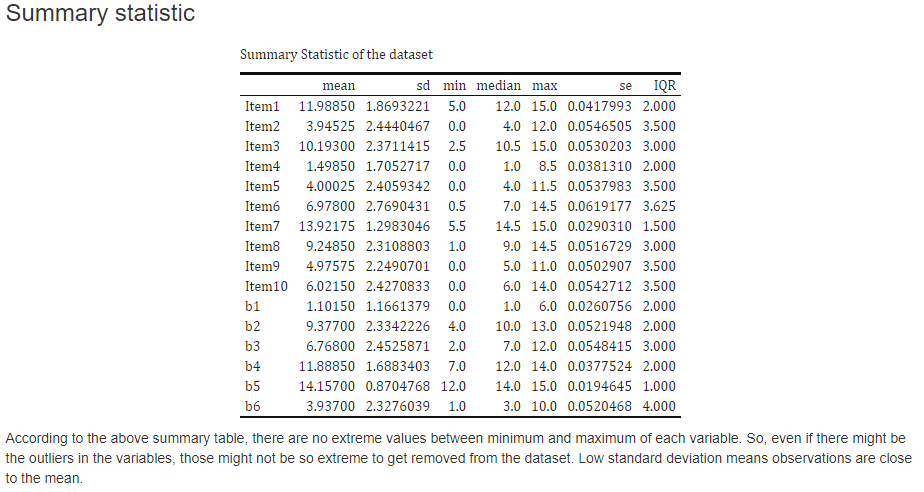 Summary statistic
Summary Statistic of the dataset
mean sd min median max se IQR
Item1 11.98850 1.8693221 5.0 12.0 15.0 0.0417993 2.000
Item2 3.94525 2.4440467 0.0 4.0 12.0 0.0546505 3.500
Item3 10.19300 2.3711415 2.5 10.5 15.0 0.0530203 3.000
Item4 1.49850 1.7052717 0.0 1.0 8.5 0.0381310 2.000
Item5 4.00025 2.4059342 0.0 4.0 11.5 0.0537983 3.500
Item6 6.97800 2.7690431 0.5 7.0 14.5 0.0619177 3.625
Item7 13.92175 1.2983046 5.5 14.5 15.0 0.0290310 1.500
Item8 9.24850 2.3108803 1.0 9.0 14.5 0.0516729 3.000
Item9 4.97575 2.2490701 0.0 5.0 11.0 0.0502907 3.500
Item10 6.02150 2.4270833 0.0 6.0 14.0 0.0542712 3.500
b1 1.10150 1.1661379 0.0 1.0 6.0 0.0260756 2.000
b2 9.37700 2.3342226 4.0 10.0 13.0 0.0521948 2.000
b3 6.76800 2.4525871 2.0 7.0 12.0 0.0548415 3.000
b4 11.88850 1.6883403 7.0 12.0 14.0 0.0377524 2.000
b5 14.15700 0.8704768 12.0 14.0 15.0 0.0194645 1.000
b6 3.93700 2.3276039 1.0 3.0 10.0 0.0520468 4.000
According to the above summary table, there are no extreme values between minimum and maximum of each variable. So, even if there might be
the outliers in the variables, those might not be so extreme to get removed from the dataset. Low standard deviation means observations are close
to the mean.